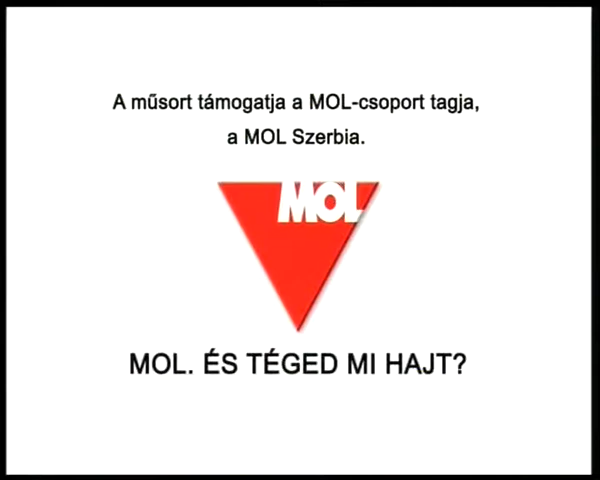 A műsort támogatja a MOL-csoport tagja,
a MOL Szerbia.
MOL
MOL. ÉS TÉGED MI HAJT?